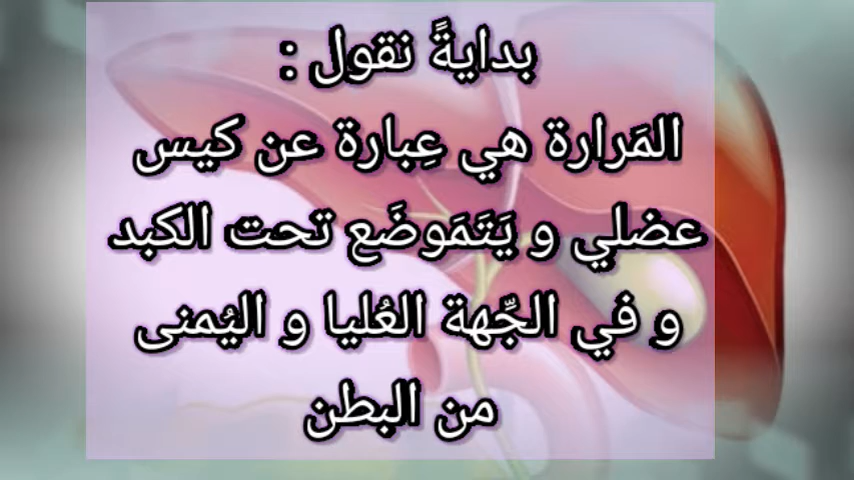 بدايةً نقول :
المَرارة هي عِبارة عن كيس
عضلي و يَتَمَوضَع تحت الكبد
و في الجِّهة العُليا و اليُمنى
من البطن